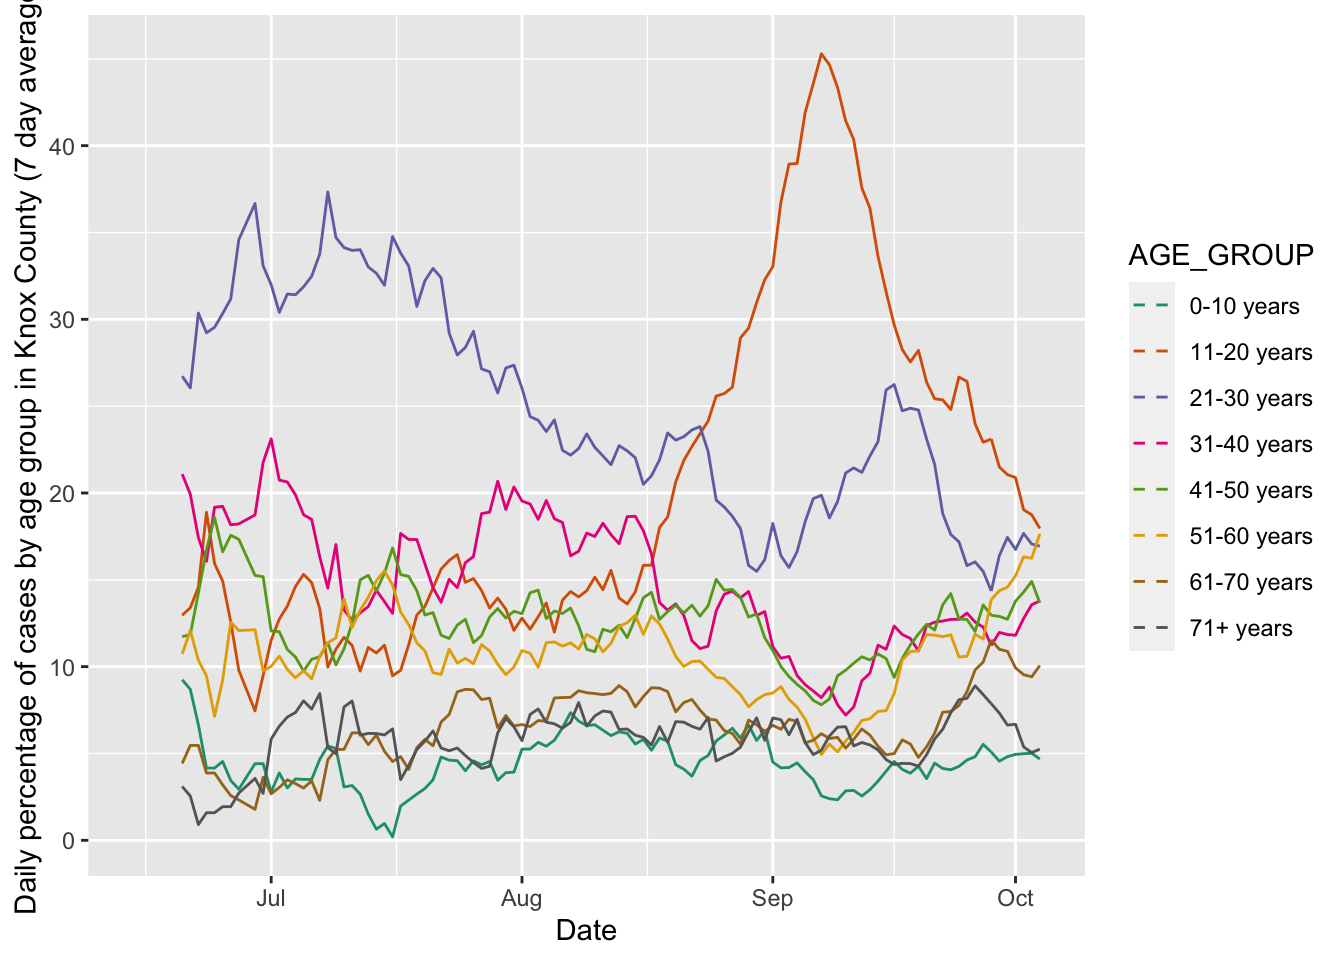 Daily percentage of cases by age group in Knox County (7 day average
40
30
20
10
0
Jul
Aug
Sep
Oct
Date
AGE_GROUP
0-10 years
11-20 years
21-30 years
31-40 years
41-50 years
51-60 years
61-70 years
71+ years